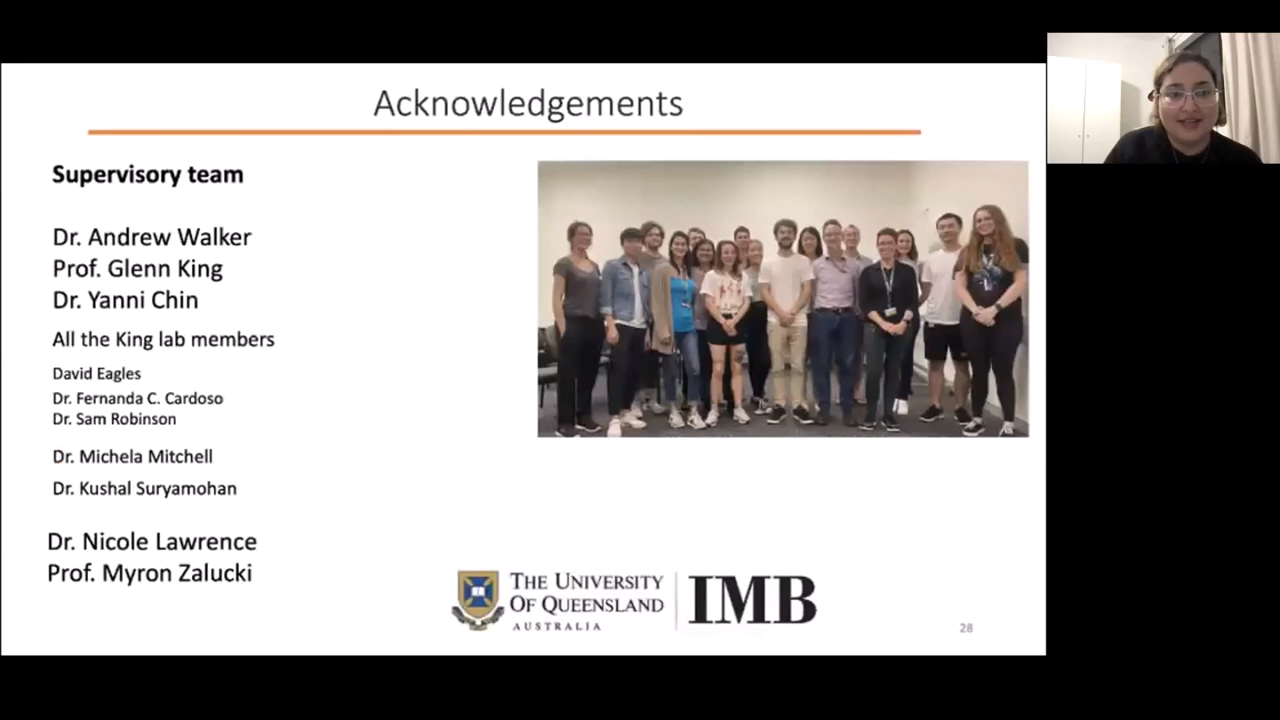 Acknowledgements
Supervisory team
Dr. Andrew Walker
Prof. Glenn King
Dr. Yanni Chin
All the King lab members
David Eagles
Dr. Fernanda C. Cardoso
Dr. Sam Robinson
Dr. Michela Mitchell
Dr. Kushal Suryamohan
Dr. Nicole Lawrence
Prof. Myron Zalucki
THE UNIVERSITY
OF QUEENSLAND
AUSTRALIA
IMB
28